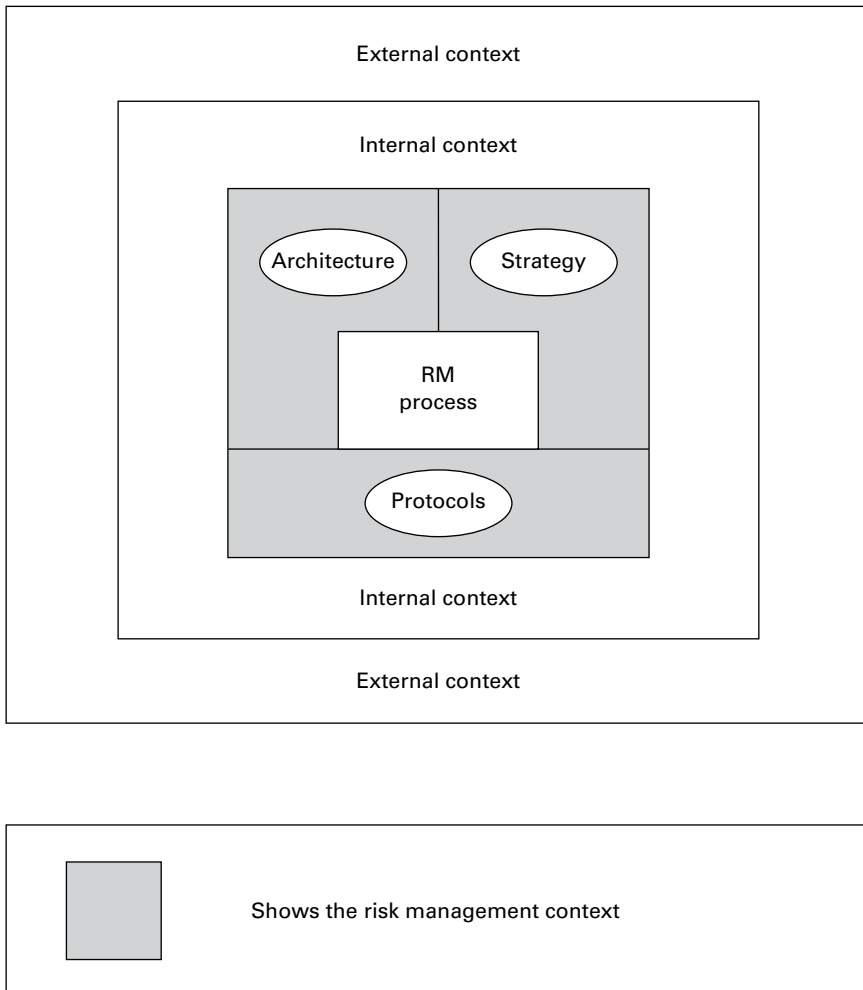 External context
Internal context
Architecture
Strategy
RM
process
Protocols
Internal context
External context
Shows the risk management context